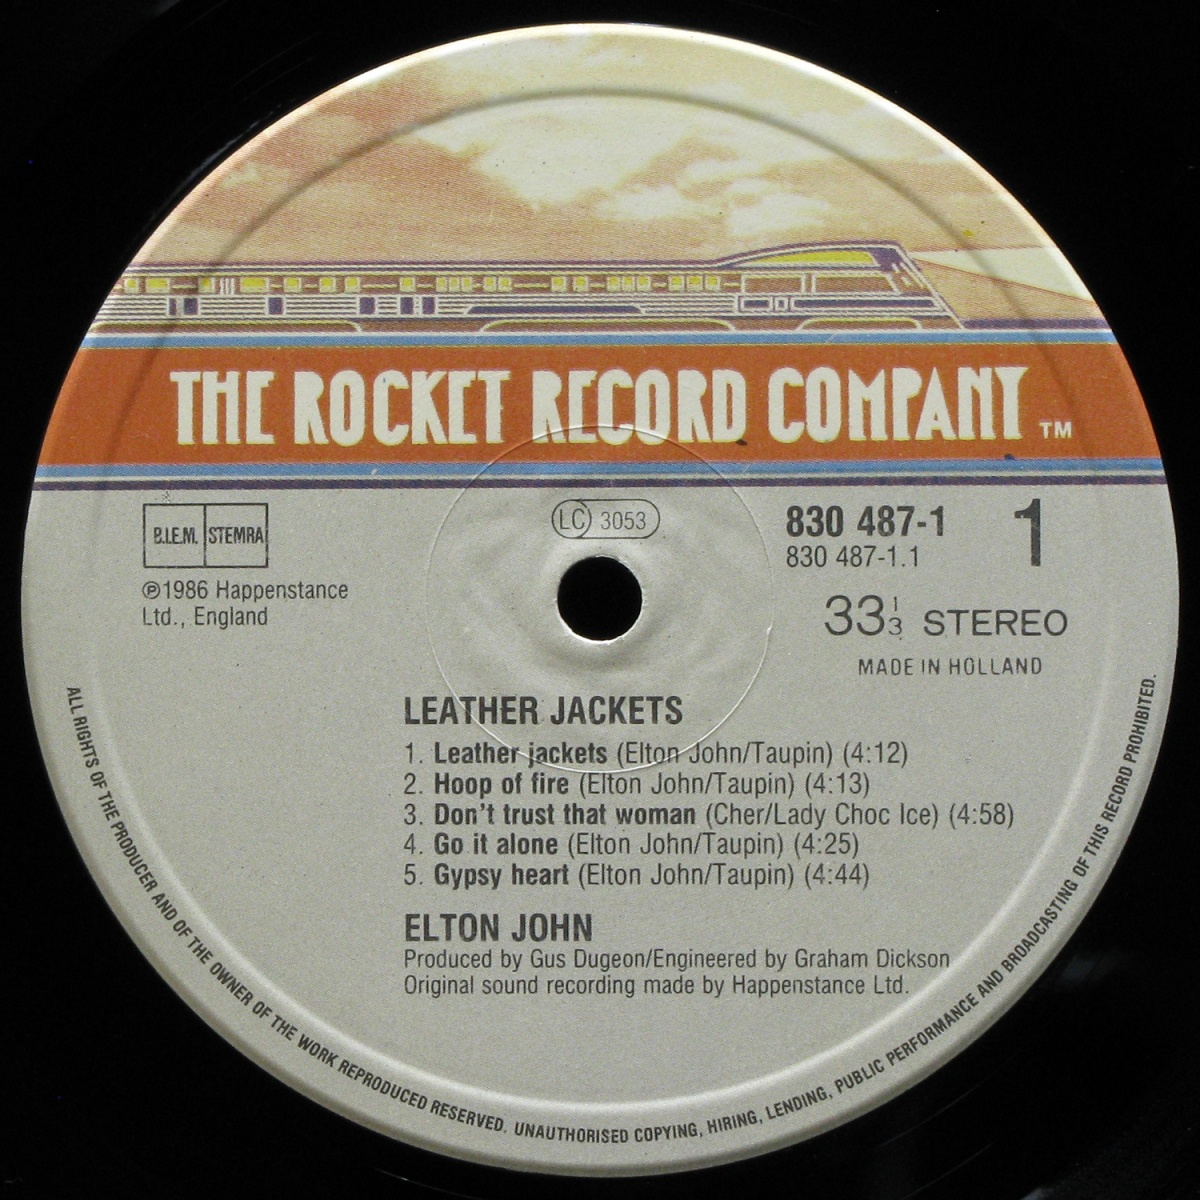 THE ROCKET RECORD COMPANY TM
B.I.E.M. STEMRA
LC 3053
830 487-1
830 487-1.1
1
℗1986 Happenstance
Ltd., England
33 1/3 STEREO
MADE IN HOLLAND
LEATHER JACKETS
1. Leather jackets (Elton John/Taupin) (4:12)
2. Hoop of fire (Elton John/Taupin) (4:13)
3. Don't trust that woman (Cher/Lady Choc Ice) (4:58)
4. Go it alone (Elton John/Taupin) (4:25)
5. Gypsy heart (Elton John/Taupin) (4:44)
ELTON JOHN
Produced by Gus Dugeon/Engineered by Graham Dickson
Original sound recording made by Happenstance Ltd.
ALL RIGHTS OF THE PRODUCER AND OF THE OWNER OF THE WORK REPRODUCED RESERVED. UNAUTHORISED COPYING, HIRING, LENDING, PUBLIC PERFORMANCE AND BROADCASTING OF THIS RECORD PROHIBITED.